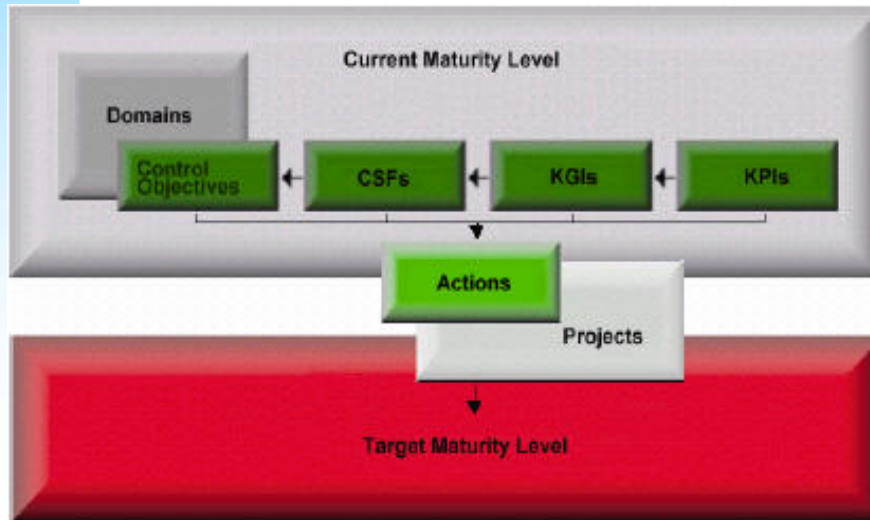 Current Maturity Level
Domains
Control
Objectives
CSFs
KGIs
KPIs
Actions
Projects
Target Maturity Level